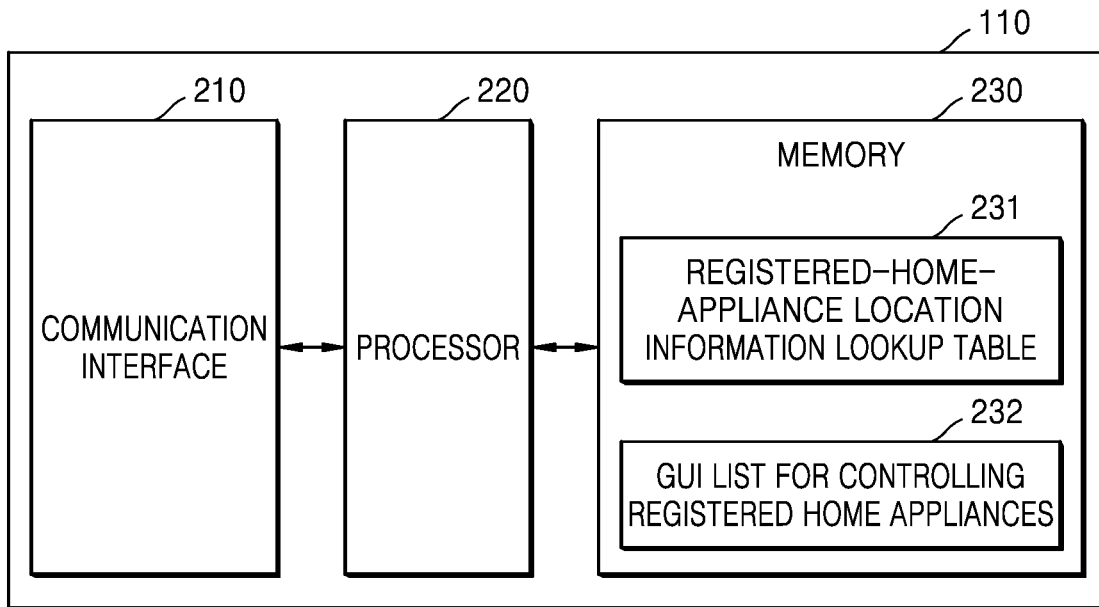 110
210
220
230
MEMORY
231
REGISTERED-HOME-
APPLIANCE LOCATION
INFORMATION LOOKUP TABLE
COMMUNICATION
INTERFACE
PROCESSOR
232
GUI LIST FOR CONTROLLING
REGISTERED HOME APPLIANCES